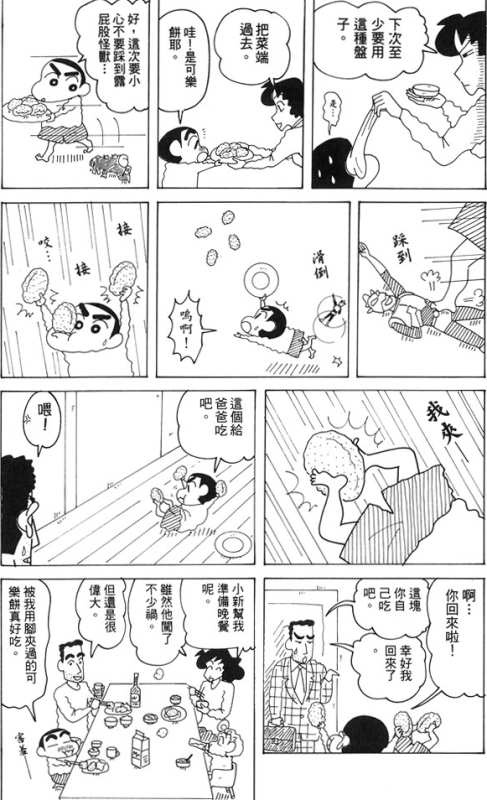 下次至
少要用
這種盤
子。
是…
把菜端
過去。
哇！是可樂
餅耶。
好，這次要小
心不要踩到露
屁股怪獸…
踩到
滑倒
嗚啊！
接
接
咬…
我夾
這個給
爸爸吃
吧。
喂！
啊…
你回來啦！
這塊
你自
己吃
吧。
幸好我
回來了
。
小新幫我
準備晚餐
呢。
雖然他闖了
不少禍。
但還是很
偉大。
被我用腳夾過的可
樂餅真好吃。
害羞